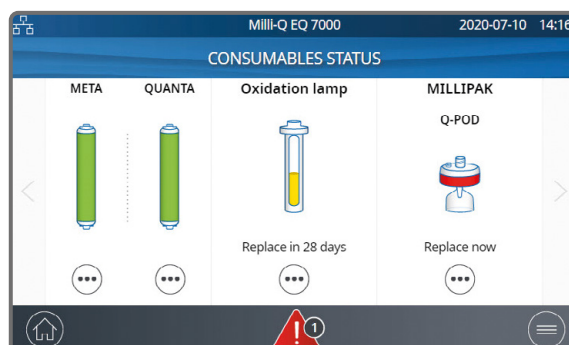 Milli-Q EQ 7000 2020-07-10 14:16
CONSUMABLES STATUS
META QUANTA Oxidation lamp MILLIPAK
Q-POD
Replace in 28 days Replace now
1